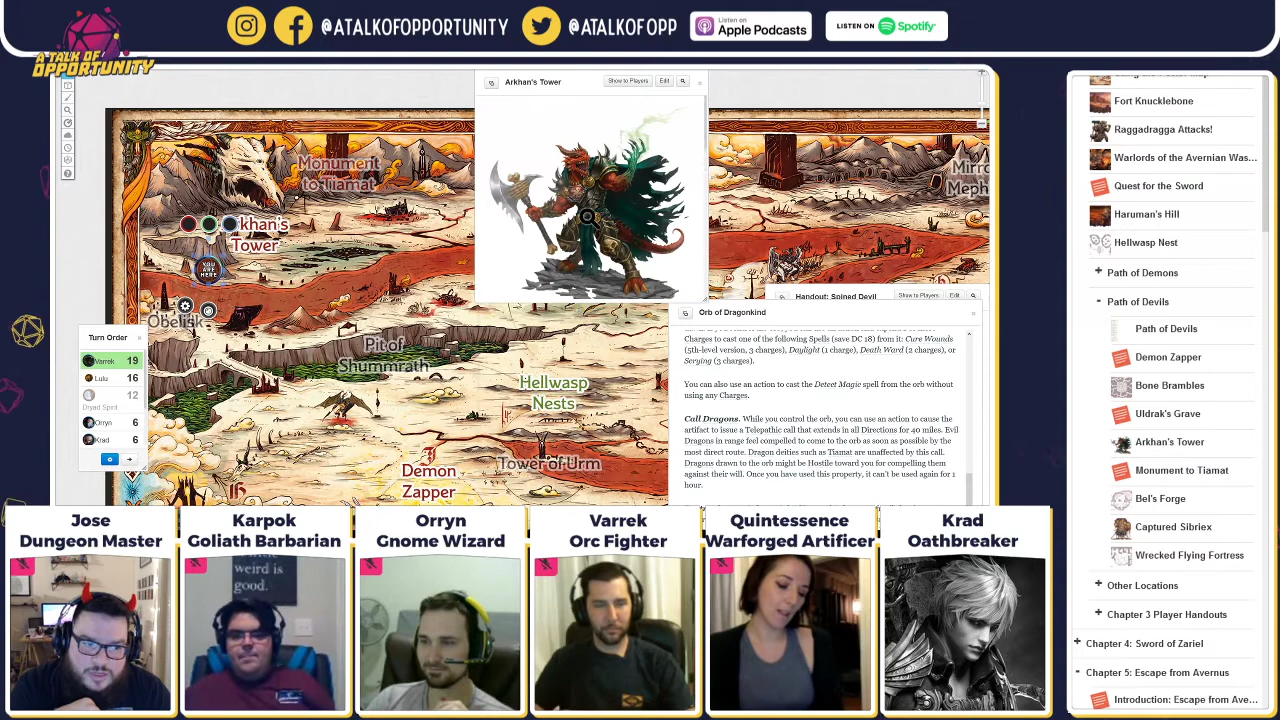 @ATALKOFOPPORTUNITY
@ATALKOFOPP
Listen on
Apple Podcasts
LISTEN ON
Spotify
A TALK OF
OPPORTUNITY
Arkhan's Tower
Show to Players
Edit
Monument
to Tiamat
khan's
Tower
YOU
ARE
HERE
Obelisk
Pit of
Shummrath
Hellwasp
Nests
Demon
Zapper
Tower of Urm
Mirro
Meph
Turn Order
Varrek 19
Lulu 16
12
Dryad Spirit
Orryn 6
Krad 6
Handout: Spined Devil
Show to Players
Edit
Orb of Dragonkind
Charges to cast one of the following Spells (save DC 18) from it: Cure Wounds
(5th-level version, 3 charges), Daylight (1 charge), Death Ward (2 charges), or
Scrying (3 charges).
You can also use an action to cast the Detect Magic spell from the orb without
using any Charges.
Call Dragons. While you control the orb, you can use an action to cause the
artifact to issue a Telepathic call that extends in all Directions for 40 miles. Evil
Dragons in range feel compelled to come to the orb as soon as possible by the
most direct route. Dragon deities such as Tiamat are unaffected by this call.
Dragons drawn to the orb might be Hostile toward you for compelling them
against their will. Once you have used this property, it can't be used again for 1
hour.
Fort Knucklebone
Raggadragga Attacks!
Warlords of the Avernian Was...
Quest for the Sword
Haruman's Hill
Hellwasp Nest
+ Path of Demons
- Path of Devils
Path of Devils
Demon Zapper
Bone Brambles
Uldrak's Grave
Arkhan's Tower
Monument to Tiamat
Bel's Forge
Captured Sibriex
Wrecked Flying Fortress
+ Other Locations
+ Chapter 3 Player Handouts
+ Chapter 4: Sword of Zariel
- Chapter 5: Escape from Avernus
Introduction: Escape from Ave...
Jose
Dungeon Master
Karpok
Goliath Barbarian
Orryn
Gnome Wizard
Varrek
Orc Fighter
Quintessence
Warforged Artificer
Krad
Oathbreaker
weird is
good.